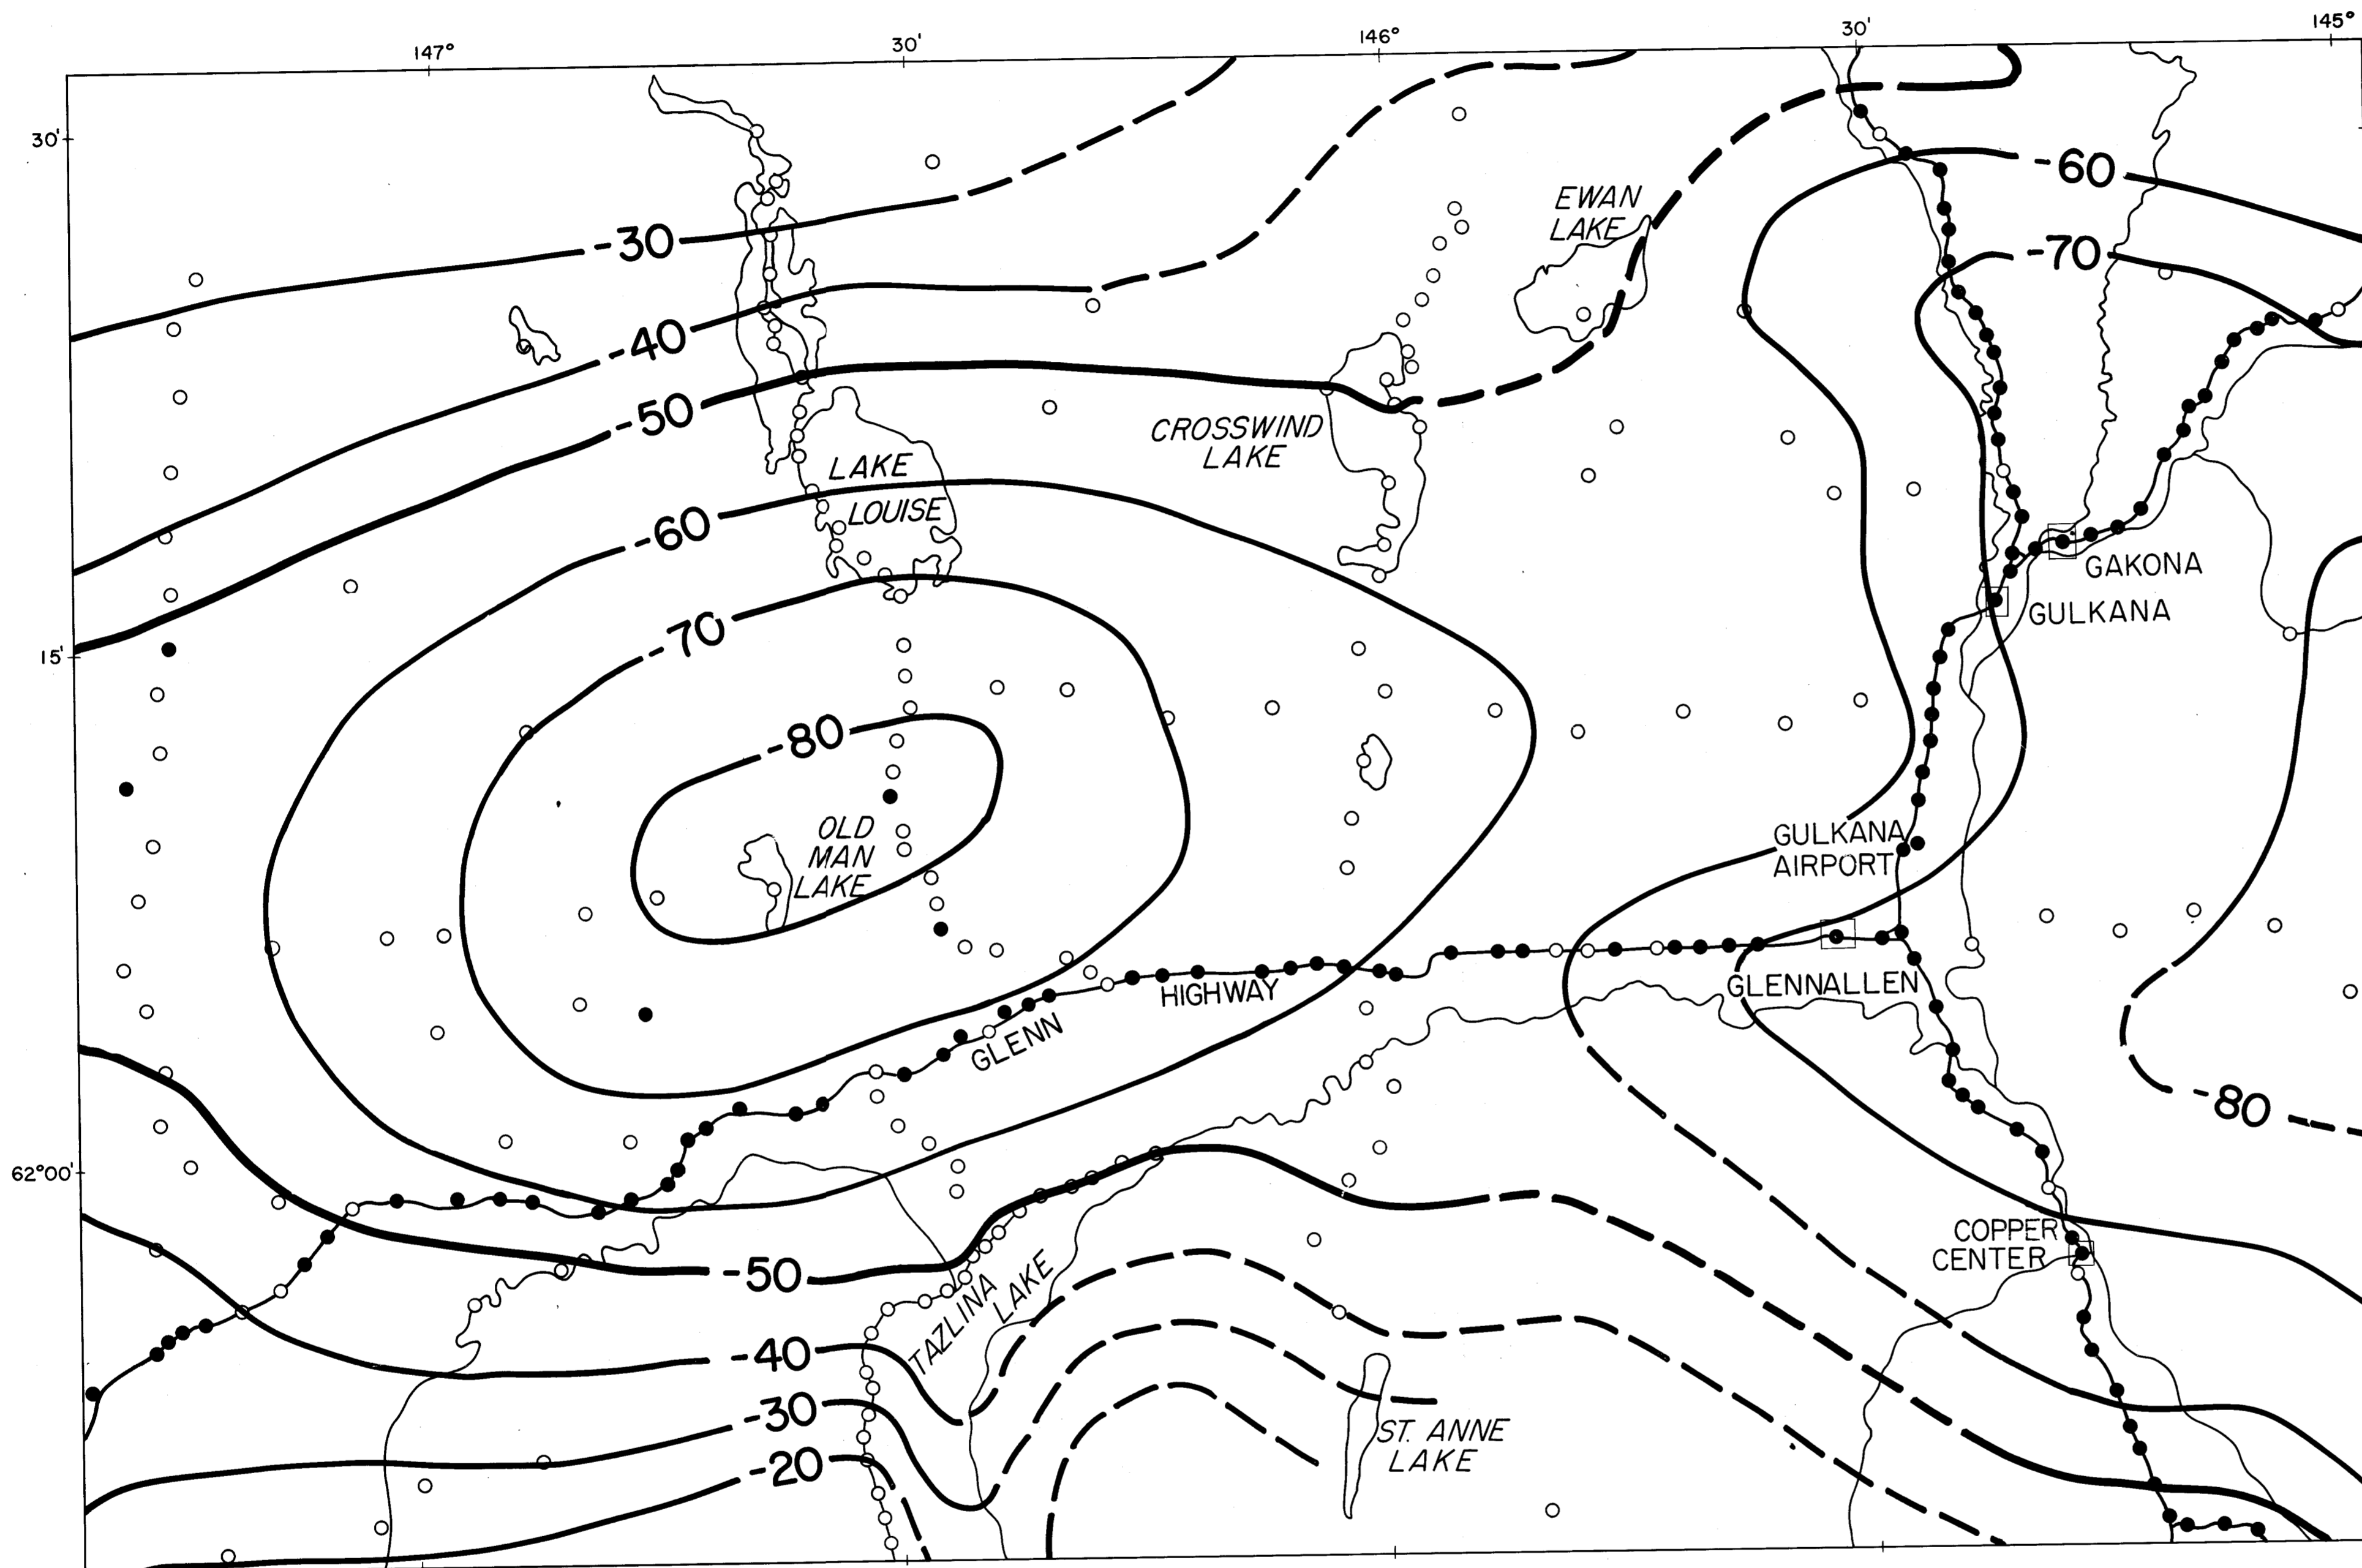 147°
30'
146°
30'
145°
30'
-60
EWAN
LAKE
-70
-30
-40
-50
CROSSWIND
LAKE
LAKE
LOUISE
-60
GAKONA
GULKANA
-70
15'
-80
OLD
MAN
LAKE
GULKANA
AIRPORT
GLENNALLEN
HIGHWAY
GLENN
-80
62°00'
COPPER
CENTER
-50
TAZLINA LAKE
-40
-30
ST. ANNE
LAKE
-20